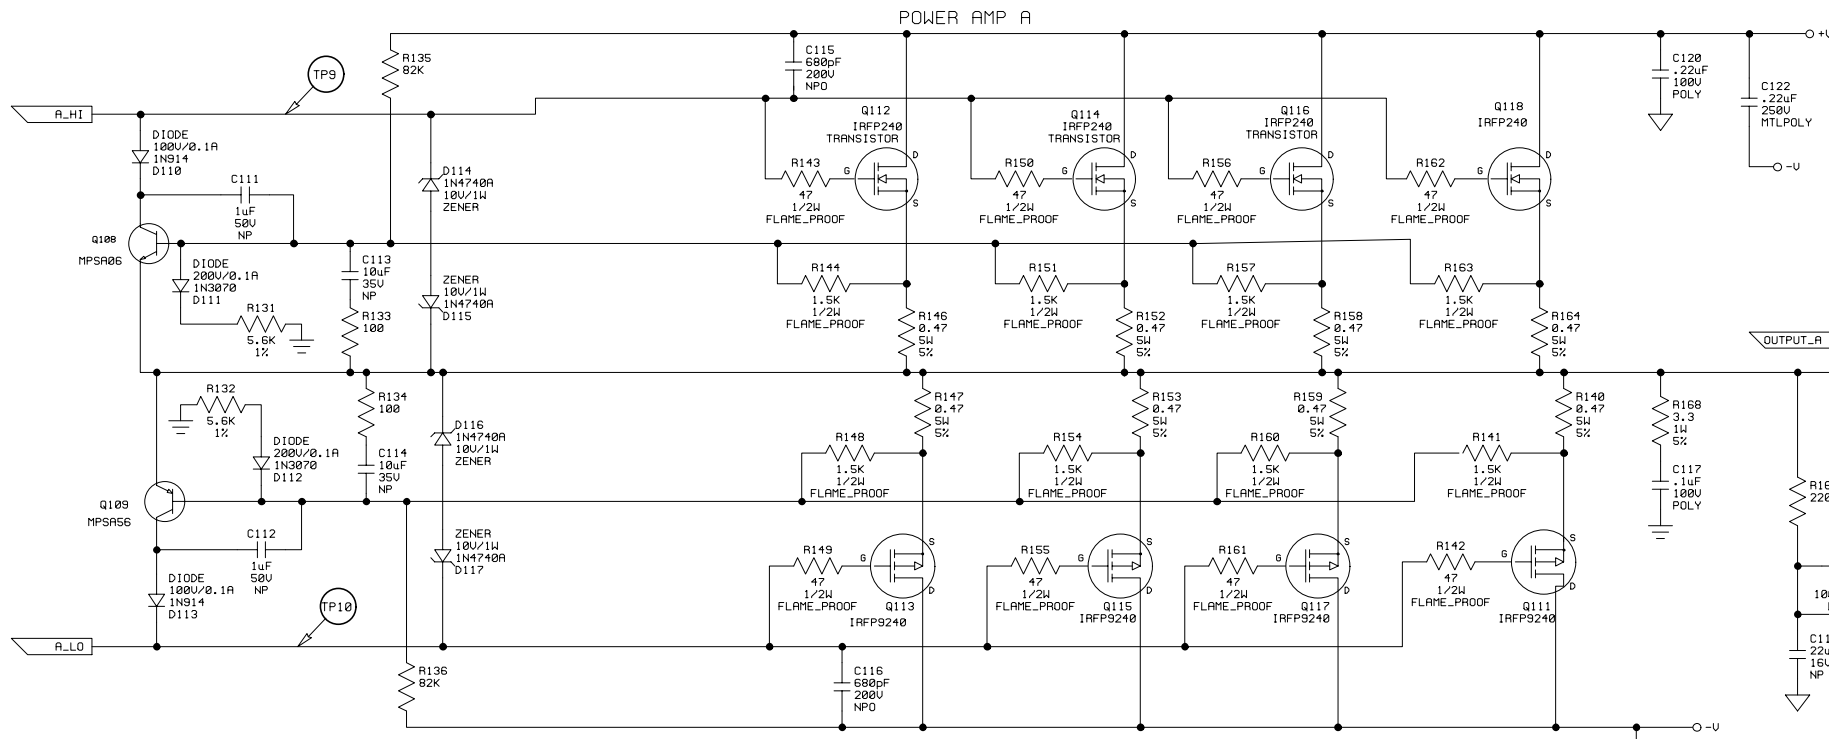 POWER AMP A
R135
82K
C115
680pF
200V
NPO
+V
C120
.22uF
100V
POLY
C122
.22uF
250V
MTLPOLY
-V
TP9
A_HI
DIODE
100V/0.1A
1N914
D110
C111
1uF
50V
NP
D114
1N4740A
10V/1W
ZENER
Q112
IRFP240
TRANSISTOR
D
G
S
R143
47
1/2W
FLAME_PROOF
Q114
IRFP240
TRANSISTOR
D
G
S
R150
47
1/2W
FLAME_PROOF
Q116
IRFP240
TRANSISTOR
D
G
S
R156
47
1/2W
FLAME_PROOF
Q118
IRFP240
D
G
S
R162
47
1/2W
FLAME_PROOF
Q108
MPSA06
DIODE
200V/0.1A
1N3070
D111
R131
5.6K
1%
C113
10uF
35V
NP
R133
100
ZENER
10V/1W
1N4740A
D115
R144
1.5K
1/2W
FLAME_PROOF
R146
0.47
5W
5%
R151
1.5K
1/2W
FLAME_PROOF
R152
0.47
5W
5%
R157
1.5K
1/2W
FLAME_PROOF
R158
0.47
5W
5%
R163
1.5K
1/2W
FLAME_PROOF
R164
0.47
5W
5%
OUTPUT_A
R132
5.6K
1%
DIODE
200V/0.1A
1N3070
D112
R134
100
C114
10uF
35V
NP
D116
1N4740A
10V/1W
ZENER
R147
0.47
5W
5%
R148
1.5K
1/2W
FLAME_PROOF
R153
0.47
5W
5%
R154
1.5K
1/2W
FLAME_PROOF
R159
0.47
5W
5%
R160
1.5K
1/2W
FLAME_PROOF
R140
0.47
5W
5%
R141
1.5K
1/2W
FLAME_PROOF
R168
3.3
1W
5%
C117
.1uF
100V
POLY
Q109
MPSA56
C112
1uF
50V
NP
DIODE
100V/0.1A
1N914
D113
ZENER
10V/1W
1N4740A
D117
R149
47
1/2W
FLAME_PROOF
S
G
D
Q113
IRFP9240
R155
47
1/2W
FLAME_PROOF
S
G
D
Q115
IRFP9240
R161
47
1/2W
FLAME_PROOF
S
G
D
Q117
IRFP9240
R142
47
1/2W
FLAME_PROOF
S
G
D
Q111
IRFP9240
16V
NP
TP10
A_LO
R136
82K
C116
680pF
200V
NPO
-V